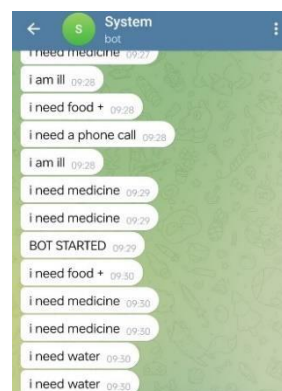 S
System
bot
i need medicine 09:27
i am ill 09:28
i need food + 09:28
i need a phone call 09:28
i am ill 09:28
i need medicine 09:29
i need medicine 09:29
BOT STARTED 09:29
i need food + 09:30
i need medicine 09:30
i need medicine 09:30
i need water 09:30
i need water 09:30